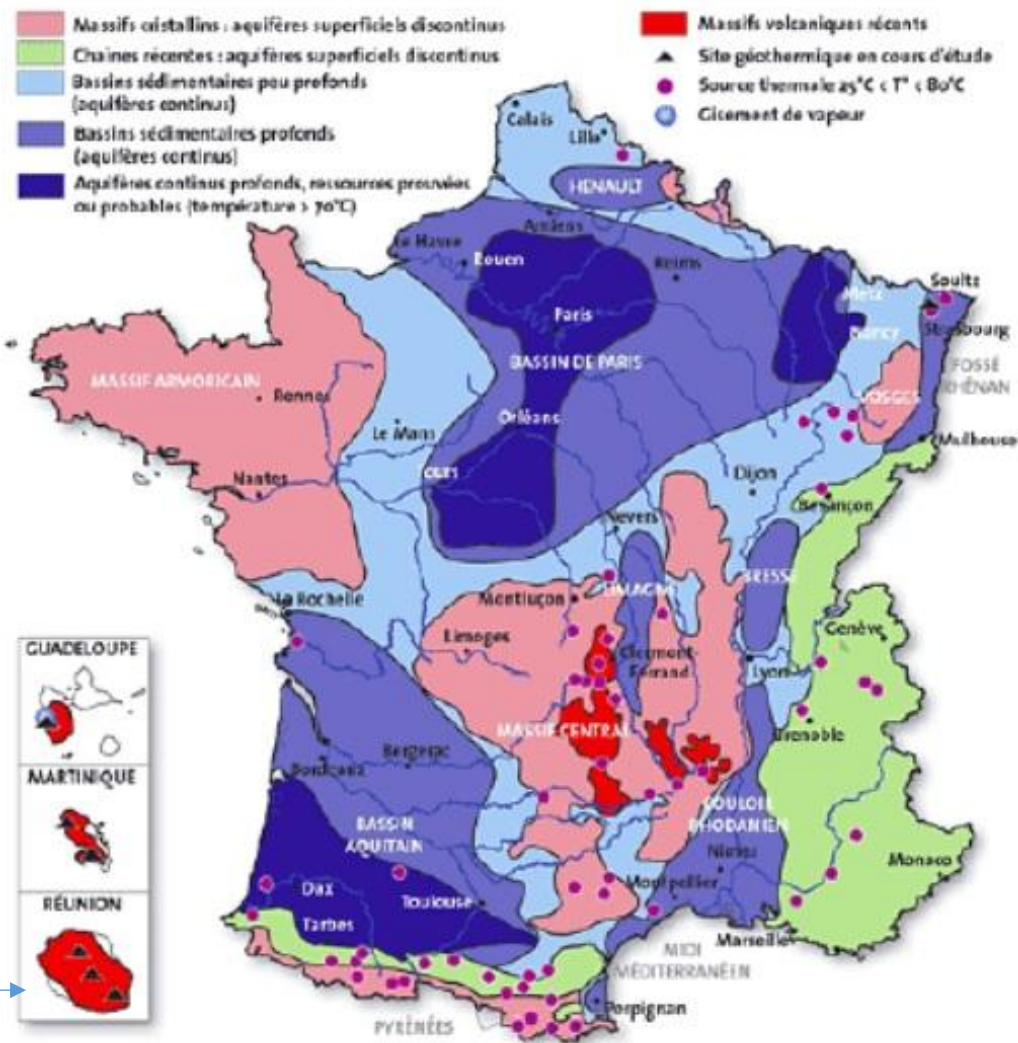 Massifs cristallins : aquifères superficiels discontinus
Chaines récentes : aquifères superficiels discontinus
Bassins sédimentaires peu profonds
(aquifères continus)
Bassins sédimentaires profonds
(aquifères continus)
Aquifères continus profonds, ressources prouvées
ou probables (température > 70°C)
Massifs volcaniques récents
Site géothermique en cours d'étude
Source thermale 25°C < T° < 80°C
Gisement de vapeur
Calais
Lille
HENAULT
Amiens
Le Havre
Rouen
Reims
Paris
Metz
Nancy
Soultz
Strasbourg
BASSIN DE PARIS
FOSSÉ
RHÉNAN
VOSGES
MASSIF ARMORICAIN
Rennes
Le Mans
Orléans
Mulhouse
Tours
Dijon
Nantes
Besançon
Nevers
BRESSE
LIMAGNE
La Rochelle
Montluçon
Limoges
Genève
Clermont-
Ferrand
Lyon
GUADELOUPE
MASSIF CENTRAL
Grenoble
Bergerac
Bordeaux
MARTINIQUE
COULOIR
RHODANIEN
BASSIN
AQUITAIN
Nîmes
Monaco
Dax
Montpellier
RÉUNION
Toulouse
Tarbes
Marseille
MIDI
MÉDITERRANÉEN
Perpignan
PYRÉNÉES